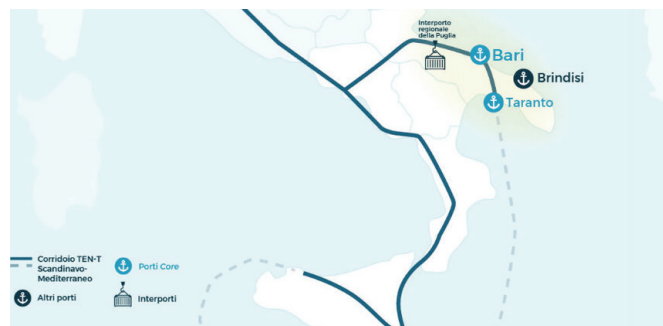 Interporto
regionale
della Puglia
Bari
Brindisi
Taranto
Corridoio TEN-T
Scandinavo-
Mediterraneo
Porti Core
Altri porti
Interporti